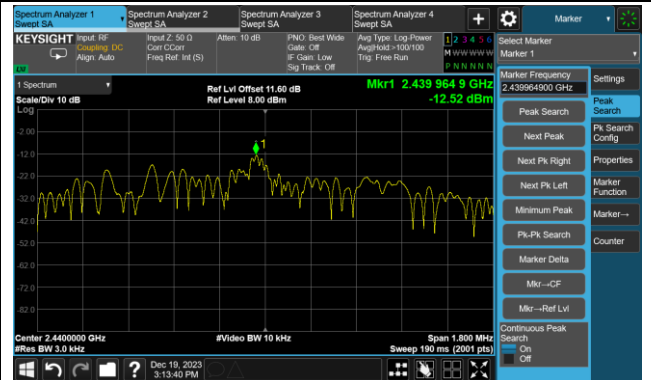 Spectrum Analyzer 1
Swept SA
Spectrum Analyzer 2
Swept SA
Spectrum Analyzer 3
Swept SA
Spectrum Analyzer 4
Swept SA
Marker
KEYSIGHT
Input: RF
Coupling: DC
Align: Auto
Input Z: 50 Ω
Corr CCorr
Freq Ref: Int (S)
Atten: 10 dB
PNO: Best Wide
Gate: Off
IF Gain: Low
Sig Track: Off
Avg Type: Log-Power
Avg|Hold:>100/100
Trig: Free Run
1 2 3 4 5 6
M W W W W W
P N N N N N
LXI
Select Marker
Marker 1
1 Spectrum
Scale/Div 10 dB
Log
Ref Lvl Offset 11.60 dB
Ref Level 8.00 dBm
Mkr1 2.439 964 9 GHz
-12.52 dBm
1
-2.00
-12.0
-22.0
-32.0
-42.0
-52.0
-62.0
-72.0
-82.0
Center 2.4400000 GHz
#Res BW 3.0 kHz
#Video BW 10 kHz
Span 1.800 MHz
Sweep 190 ms (2001 pts)
Marker Frequency
2.439964900 GHz
Peak Search
Next Peak
Next Pk Right
Next Pk Left
Minimum Peak
Pk-Pk Search
Marker Delta
Mkr→CF
Mkr→Ref Lvl
Continuous Peak
Search
On
Off
Settings
Peak
Search
Pk Search
Config
Properties
Marker
Function
Marker→
Counter
?
Dec 19, 2023
3:13:40 PM